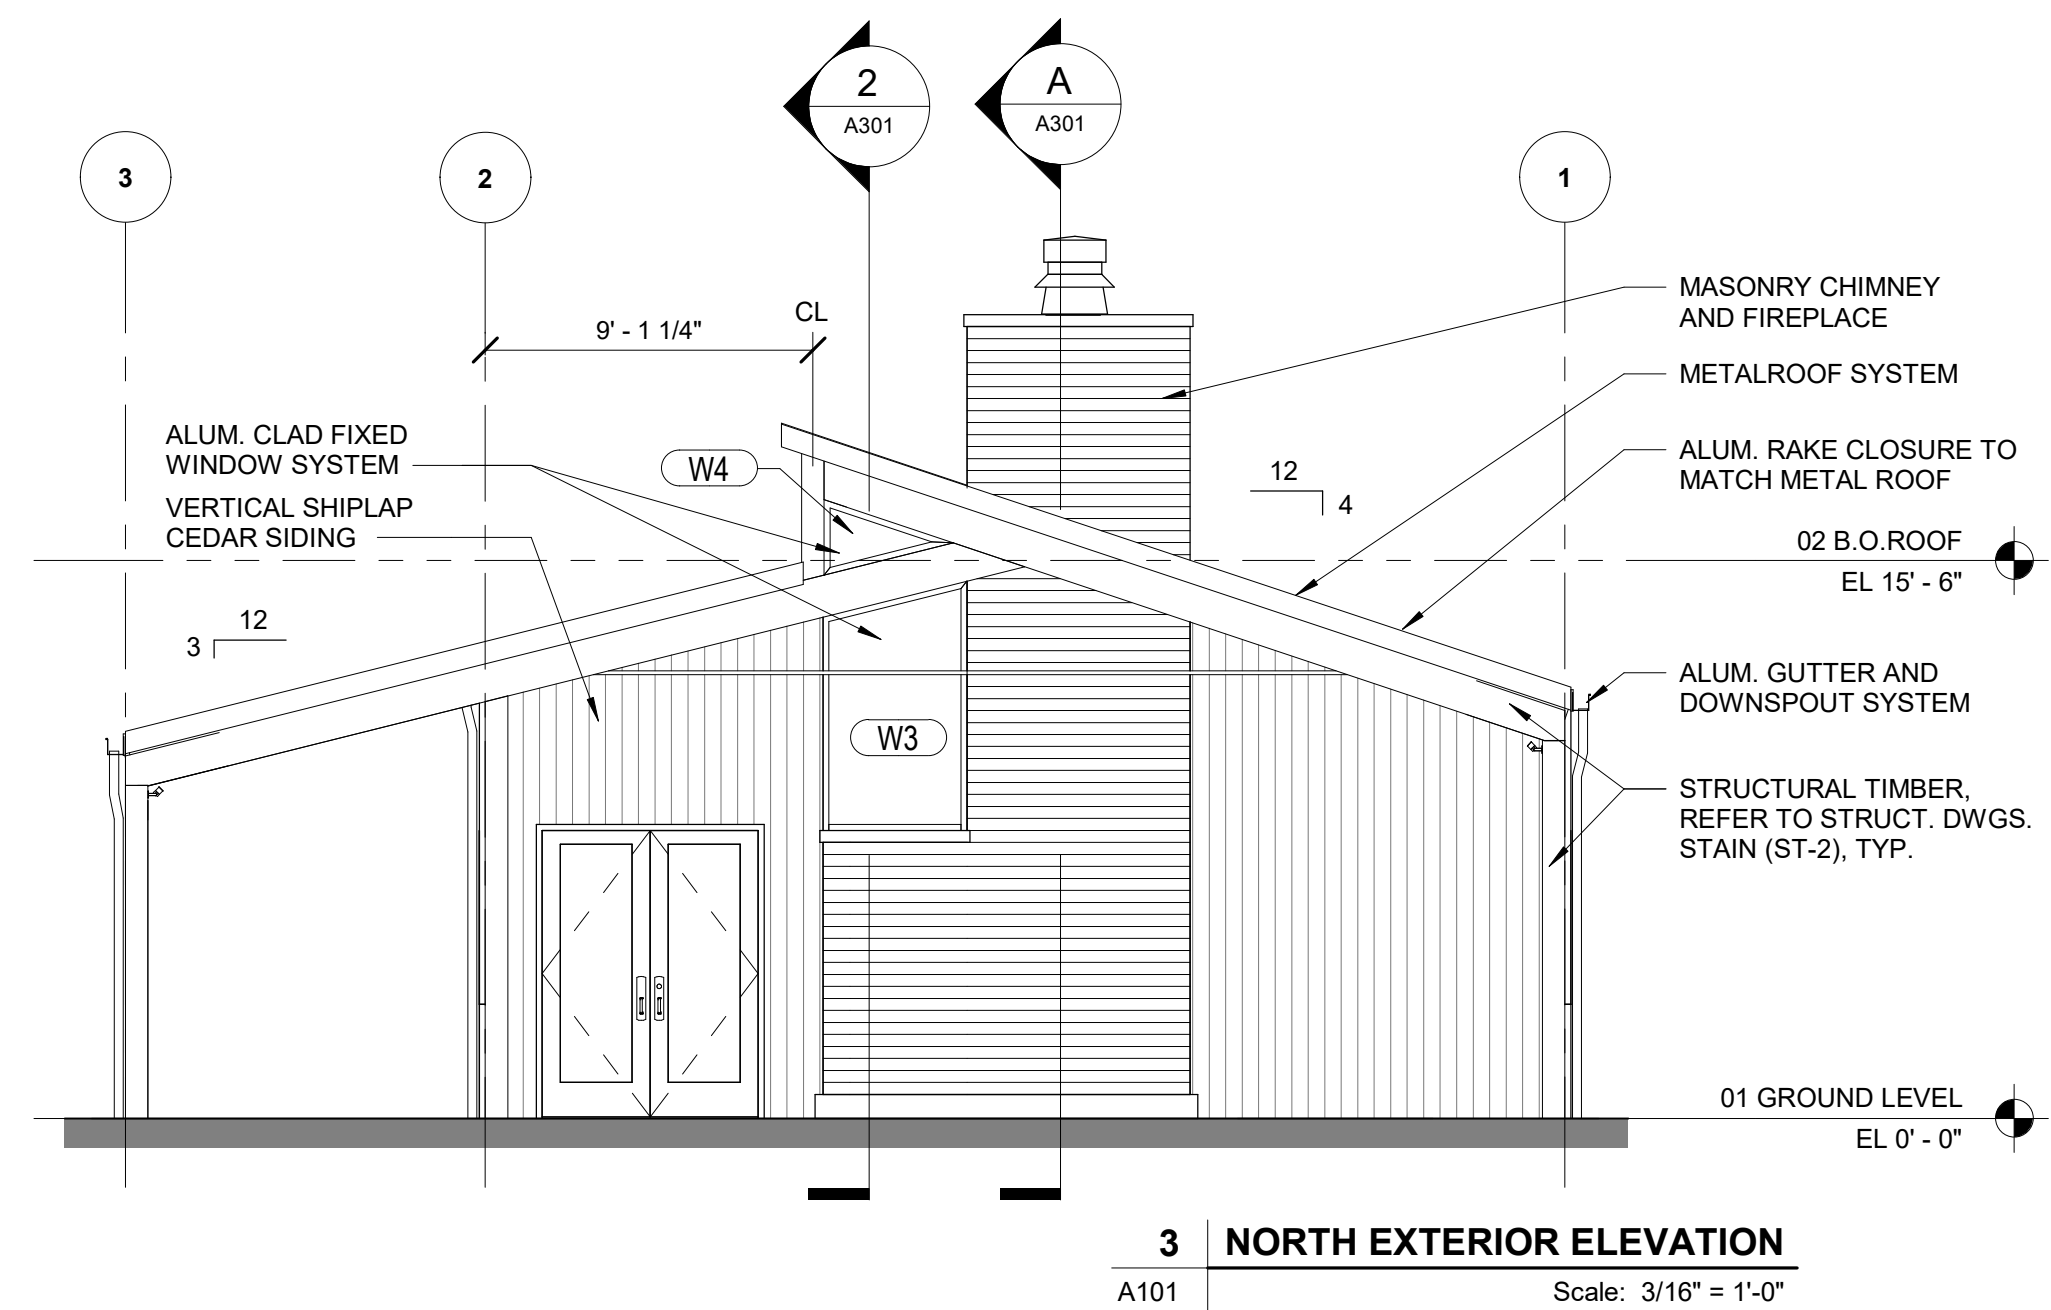 2
A301
A
A301
3
2
1
9' - 1 1/4"
CL
MASONRY CHIMNEY
AND FIREPLACE
METALROOF SYSTEM
ALUM. RAKE CLOSURE TO
MATCH METAL ROOF
ALUM. CLAD FIXED
WINDOW SYSTEM
W4
VERTICAL SHIPLAP
CEDAR SIDING
12
4
02 B.O.ROOF
EL 15' - 6"
12
3
ALUM. GUTTER AND
DOWNSPOUT SYSTEM
W3
STRUCTURAL TIMBER,
REFER TO STRUCT. DWGS.
STAIN (ST-2), TYP.
01 GROUND LEVEL
EL 0' - 0"
3 NORTH EXTERIOR ELEVATION
A101 Scale: 3/16" = 1'-0"